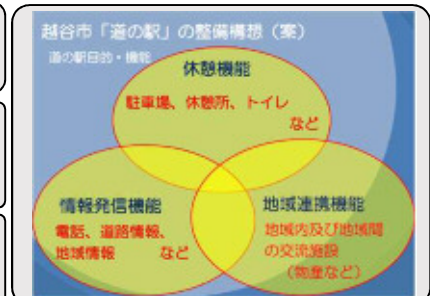 越谷市「道の駅」の整備構想（案）
道の駅目的・機能
休憩機能
駐車場、休憩所、トイレ
など
情報発信機能
電話、道路情報、
地域情報　など
地域連携機能
地域内及び地域間
の交流施設
（物産など）